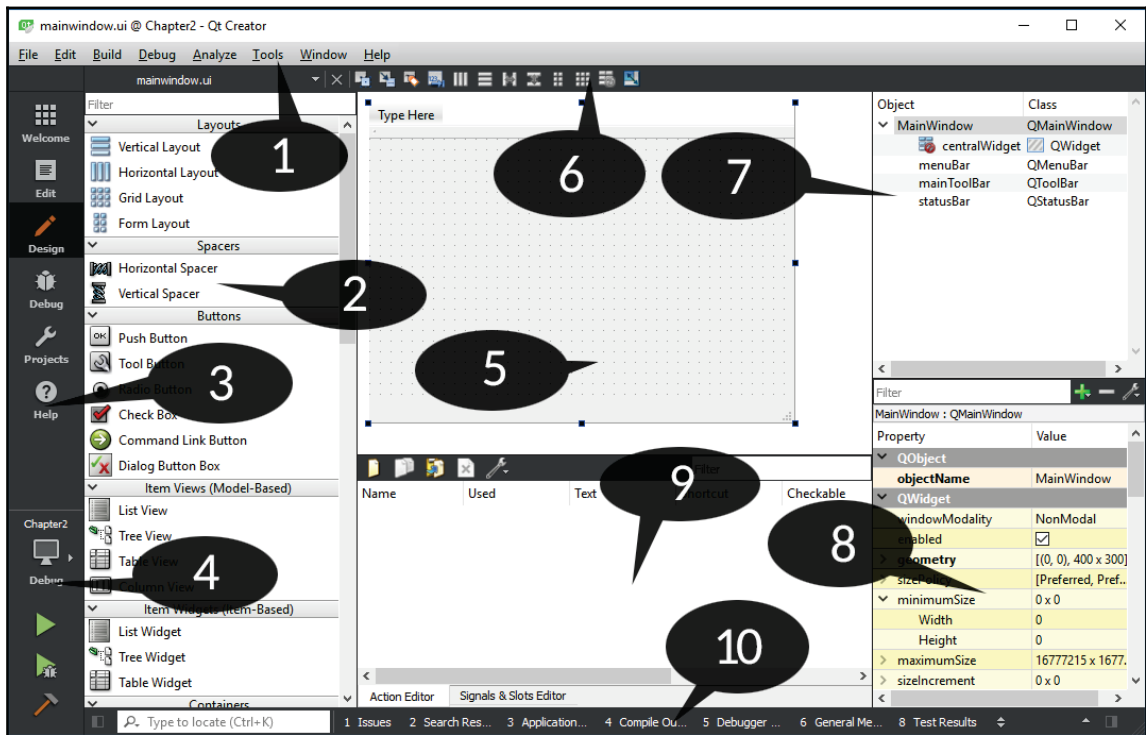 mainwindow.ui @ Chapter2 - Qt Creator
File Edit Build Debug Analyze Tools Window Help
mainwindow.ui
Welcome
Edit
Design
Debug
Projects
Help
Chapter2
Debug
Filter
Layouts
Vertical Layout
Horizontal Layout
Grid Layout
Form Layout
Spacers
Horizontal Spacer
Vertical Spacer
Buttons
Push Button
Tool Button
Radio Button
Check Box
Command Link Button
Dialog Button Box
Item Views (Model-Based)
List View
Tree View
Table View
Column View
Item Widgets (Item-Based)
List Widget
Tree Widget
Table Widget
Containers
1
2
3
4
Type Here
6
5
7
Object Class
MainWindow QMainWindow
centralWidget QWidget
menuBar QMenuBar
mainToolBar QToolBar
statusBar QStatusBar
Filter
Name Used Text Shortcut Checkable
9
Action Editor Signals & Slots Editor
10
Filter
MainWindow : QMainWindow
Property Value
QObject
objectName MainWindow
QWidget
windowModality NonModal
enabled
geometry [(0, 0), 400 x 300]
sizePolicy [Preferred, Pref..
minimumSize 0 x 0
Width 0
Height 0
maximumSize 16777215 x 1677.
sizeIncrement 0 x 0
8
Type to locate (Ctrl+K) 1 Issues 2 Search Res... 3 Application... 4 Compile Ou... 5 Debugger ... 6 General Me... 8 Test Results